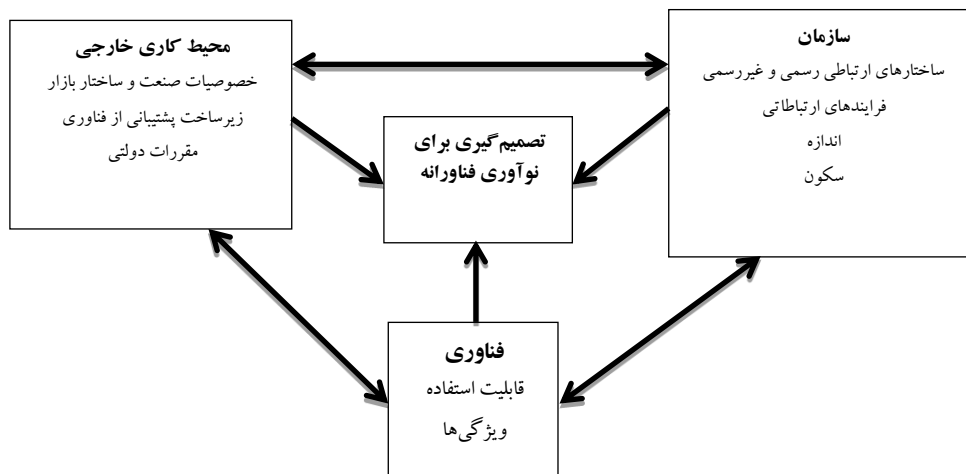 سازمان
ساختارهای ارتباطی رسمی و غیررسمی
فرایندهای ارتباطاتی
اندازه
سکون
محیط کاری خارجی
خصوصیات صنعت و ساختار بازار
زیرساخت پشتیبانی از فناوری
مقررات دولتی
تصمیم‌گیری برای
نوآوری فناورانه
فناوری
قابلیت استفاده
ویژگی‌ها